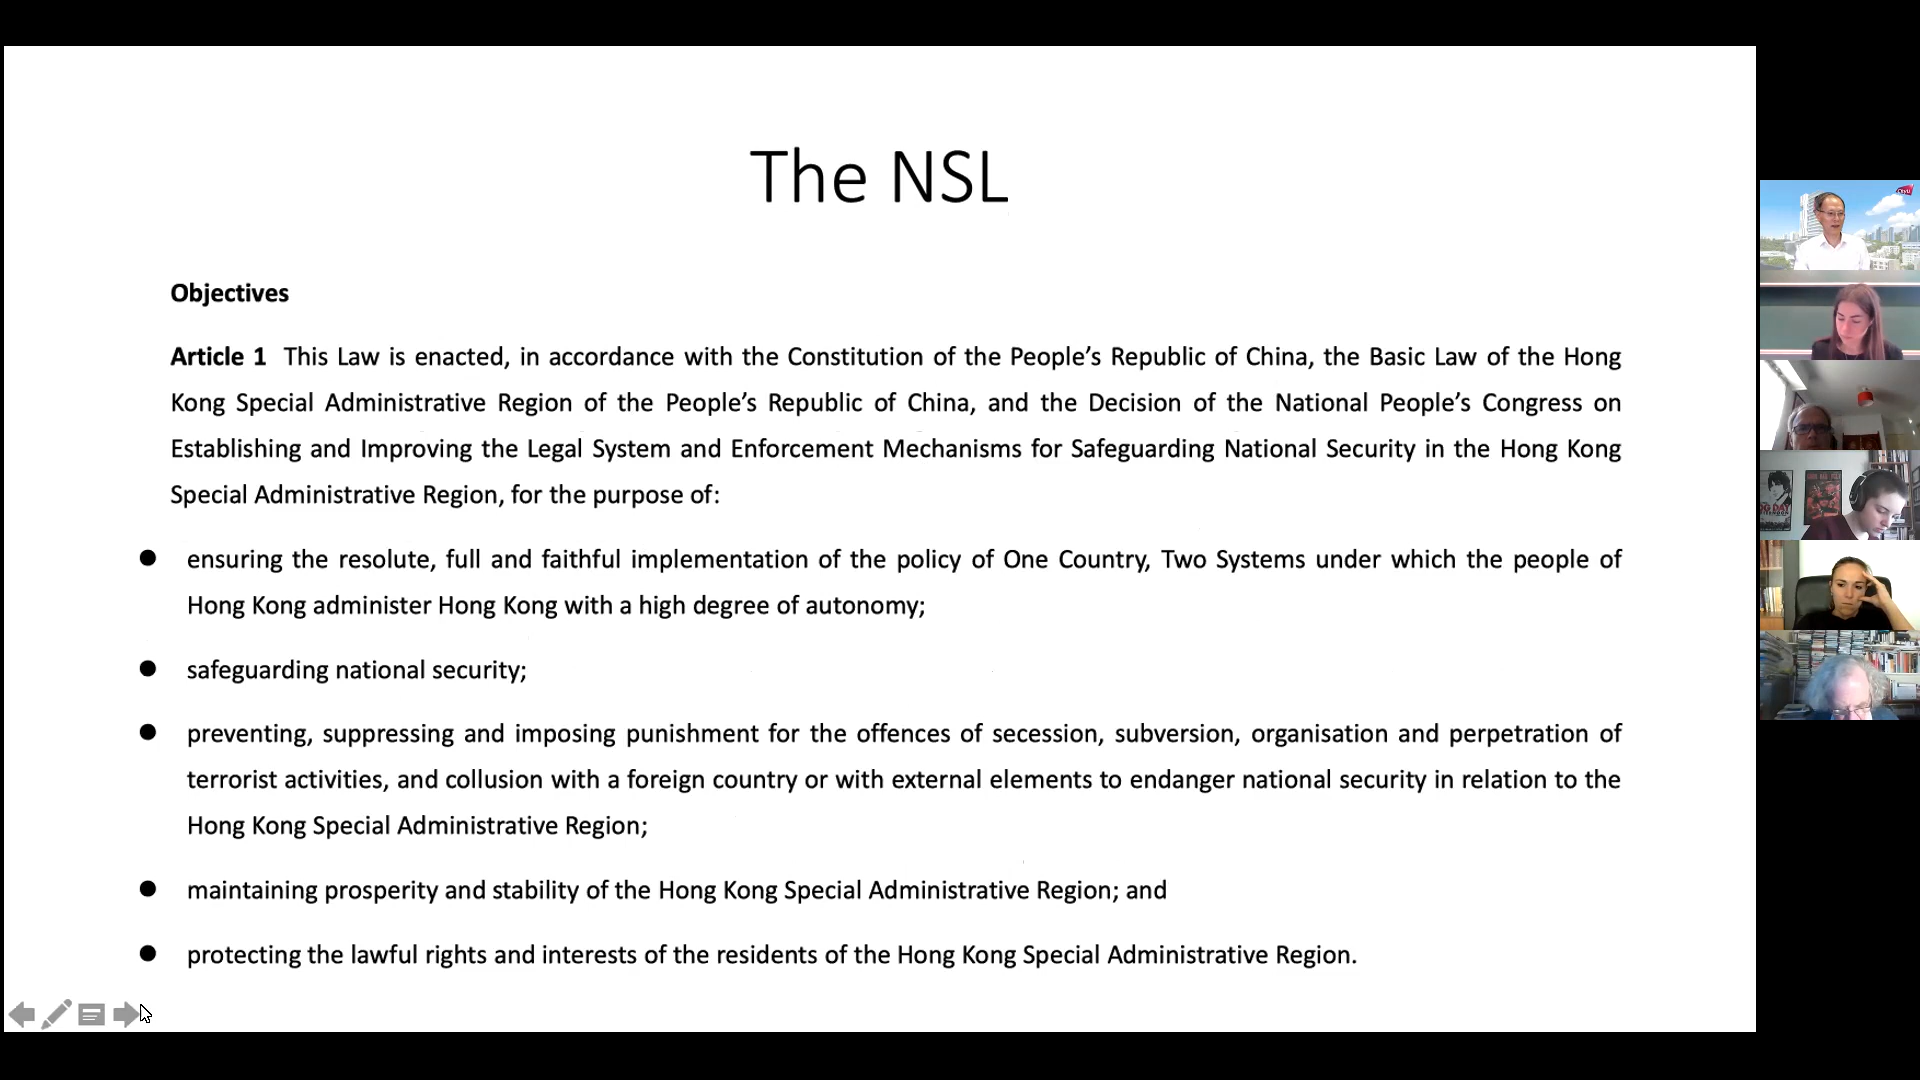 The NSL
Objectives
Article 1 This Law is enacted, in accordance with the Constitution of the People’s Republic of China, the Basic Law of the Hong
Kong Special Administrative Region of the People’s Republic of China, and the Decision of the National People’s Congress on
Establishing and Improving the Legal System and Enforcement Mechanisms for Safeguarding National Security in the Hong Kong
Special Administrative Region, for the purpose of:
● ensuring the resolute, full and faithful implementation of the policy of One Country, Two Systems under which the people of
Hong Kong administer Hong Kong with a high degree of autonomy;
● safeguarding national security;
● preventing, suppressing and imposing punishment for the offences of secession, subversion, organisation and perpetration of
terrorist activities, and collusion with a foreign country or with external elements to endanger national security in relation to the
Hong Kong Special Administrative Region;
● maintaining prosperity and stability of the Hong Kong Special Administrative Region; and
● protecting the lawful rights and interests of the residents of the Hong Kong Special Administrative Region.